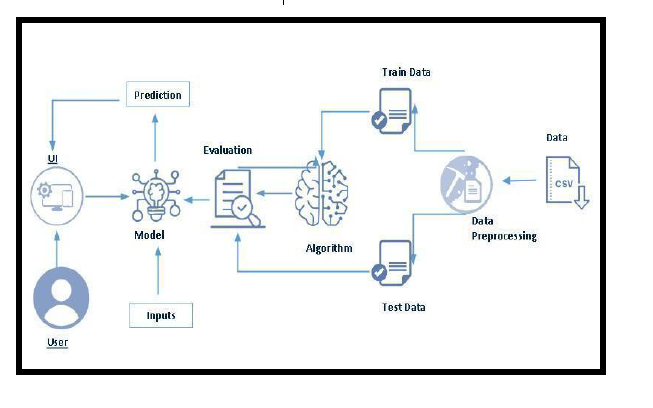 Train Data
Prediction
Data
Evaluation
UI
CSV
Model
Data
Preprocessing
Algorithm
Inputs
Test Data
User